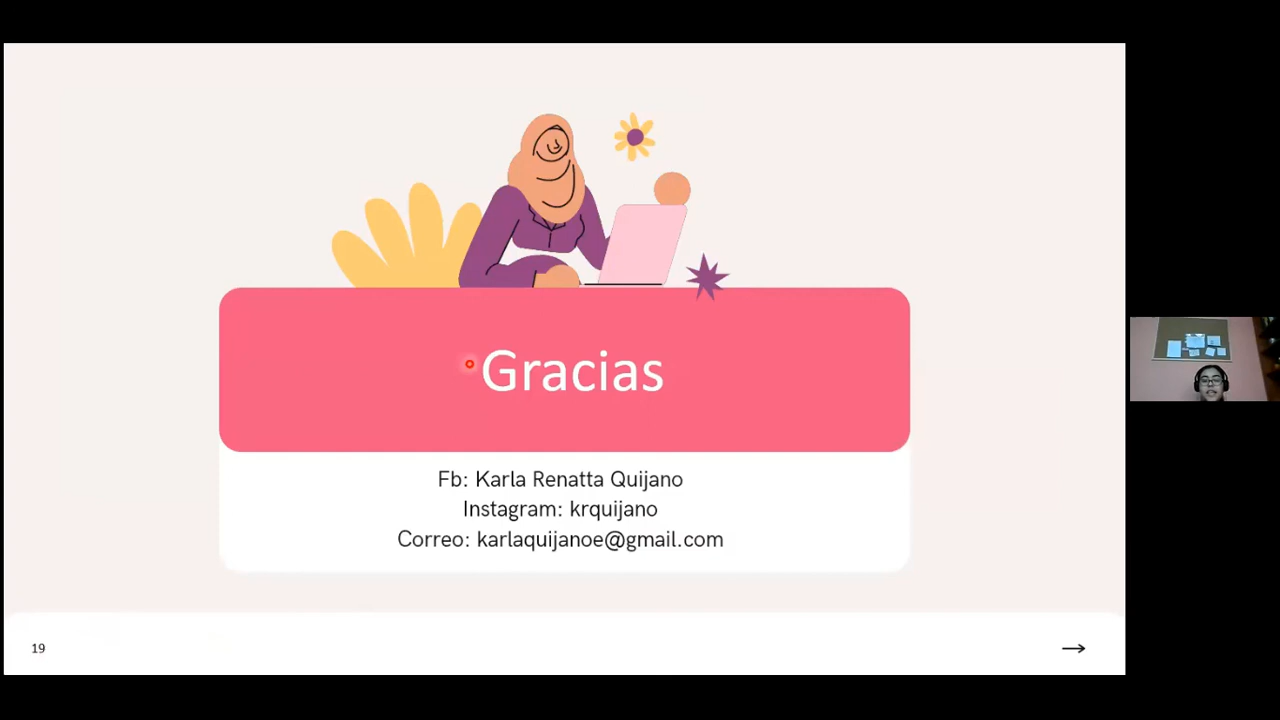 Gracias
Fb: Karla Renatta Quijano
Instagram: krquijano
Correo: karlaquijanoe@gmail.com
19